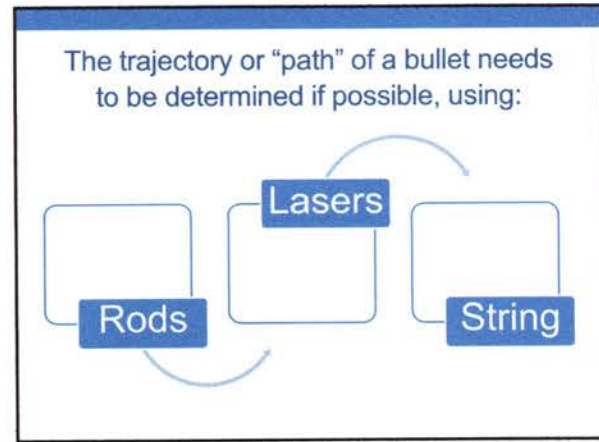 The trajectory or “path” of a bullet needs
to be determined if possible, using:
Rods
Lasers
String